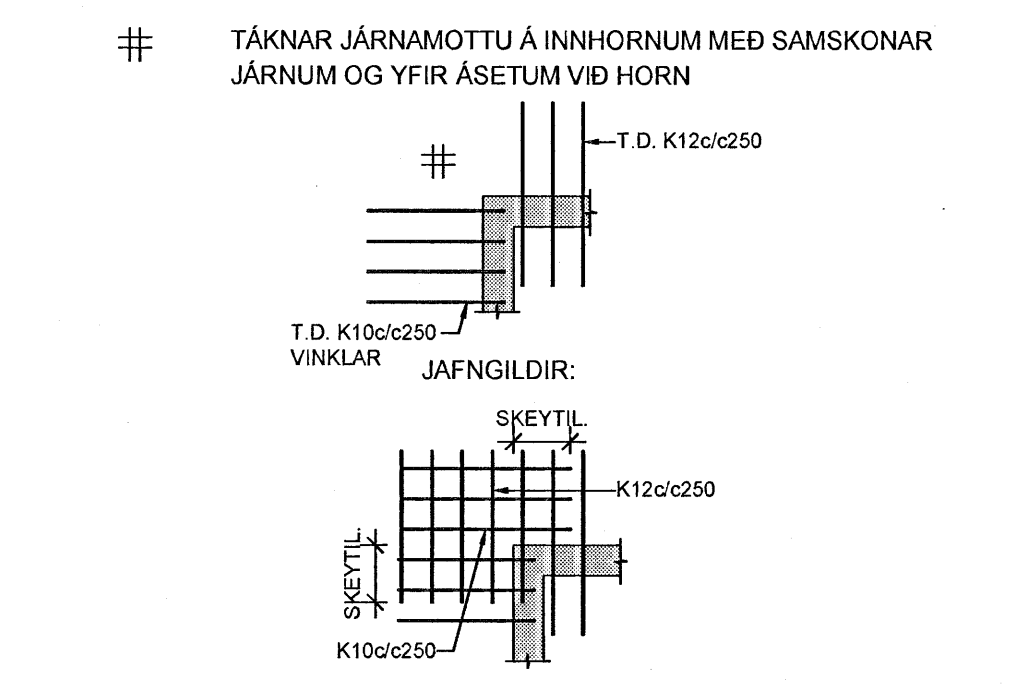 TÁKNAR JÁRNAMOTTU Á INNHORNUM MEÐ SAMSKONAR
JÁRNUM OG YFIR ÁSETUM VIÐ HORN
T.D. K12c/c250
T.D. K10c/c250
VINKLAR
JAFNGILDIR:
SKEYTIL.
K12c/c250
SKEYTIL.
K10c/c250